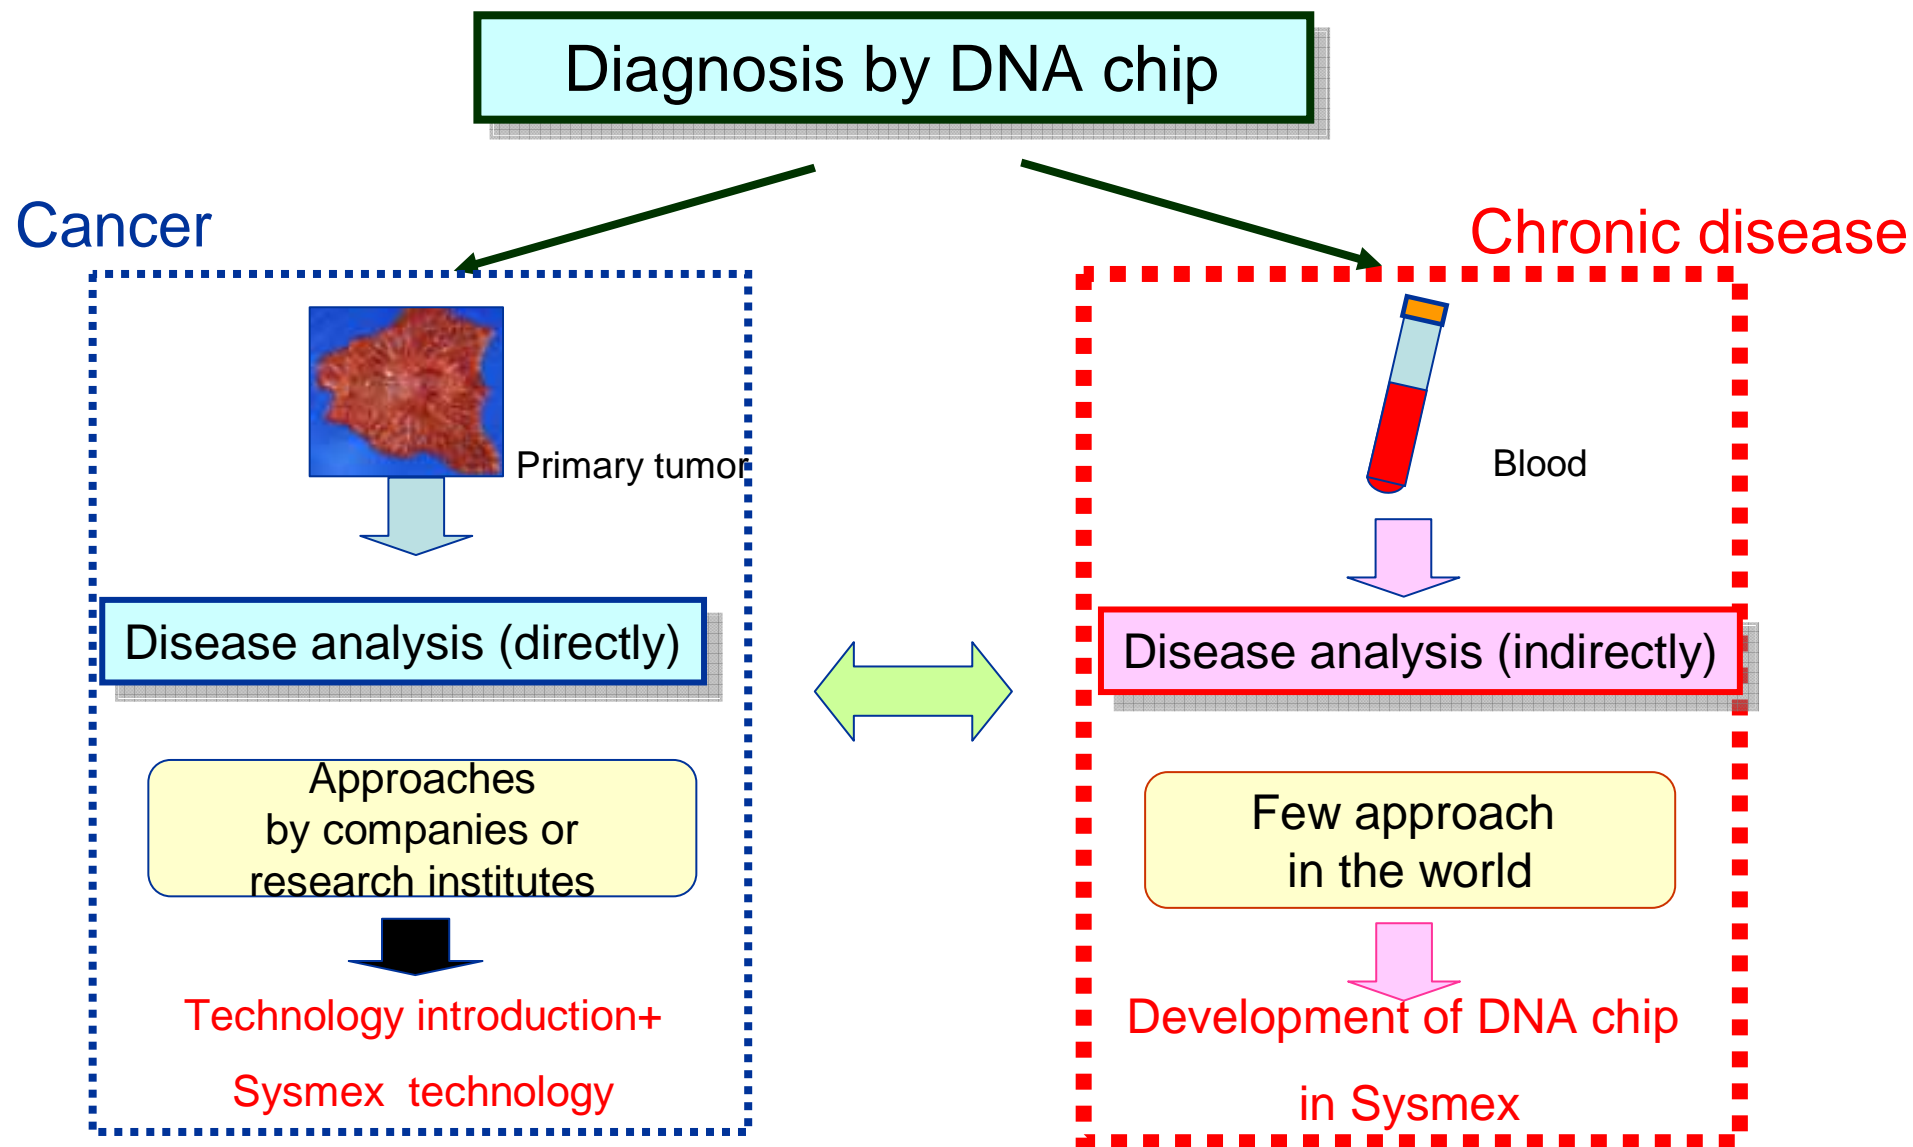 Diagnosis by DNA chip
Cancer
Primary tumor
Disease analysis (directly)
Approaches
by companies or
research institutes
Technology introduction+
Sysmex technology
Chronic disease
Blood
Disease analysis (indirectly)
Few approach
in the world
Development of DNA chip
in Sysmex